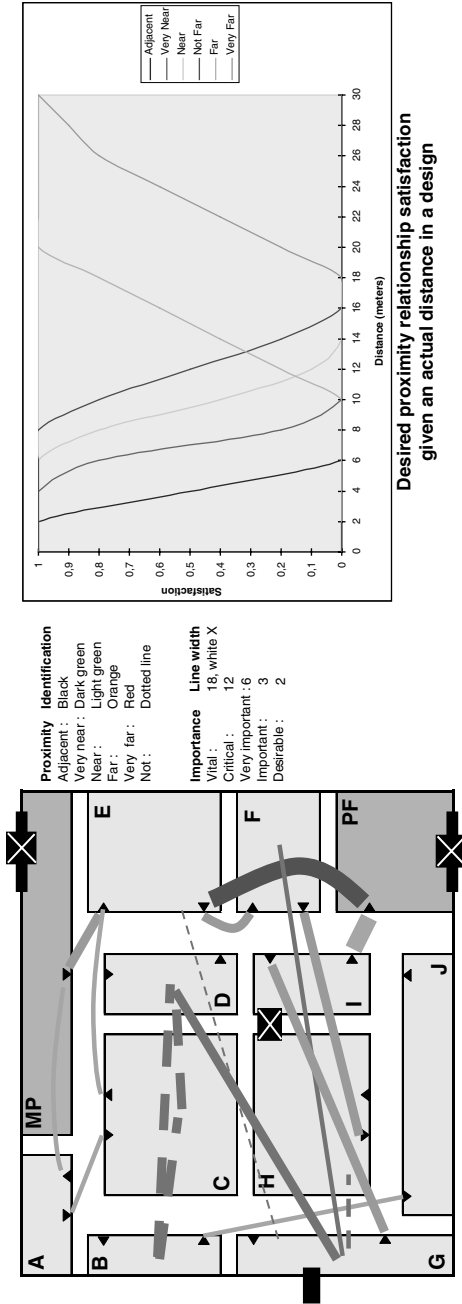 A
MP
E
B
C
D
F
H
I
PF
G
J
Proximity Identification
Adjacent : Black
Very near : Dark green
Near : Light green
Far : Orange
Very far : Red
Not : Dotted line
Importance Line width
Vital : 18, white X
Critical : 12
Very important : 6
Important : 3
Desirable : 2
Satisfaction
1
0,9
0,8
0,7
0,6
0,5
0,4
0,3
0,2
0,1
0
0 2 4 6 8 10 12 14 16 18 20 22 24 26 28 30
Distance (meters)
Adjacent
Very Near
Near
Not Far
Far
Very Far
Desired proximity relationship satisfaction
given an actual distance in a design